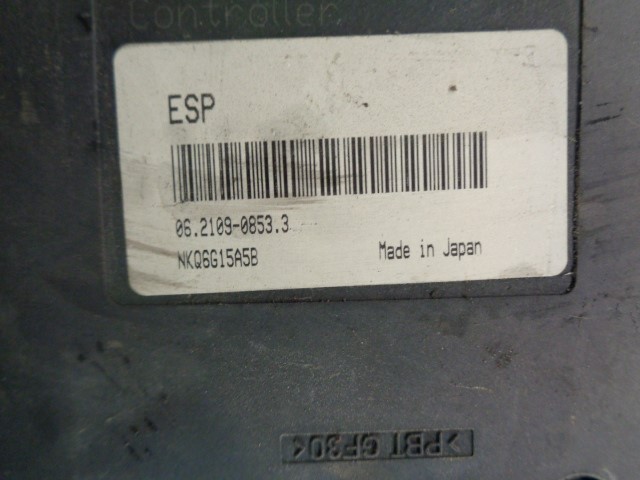 Controller
ESP
06.2109-0853.3
NKQ6G15A5B
Made in Japan
>PBT GF30<